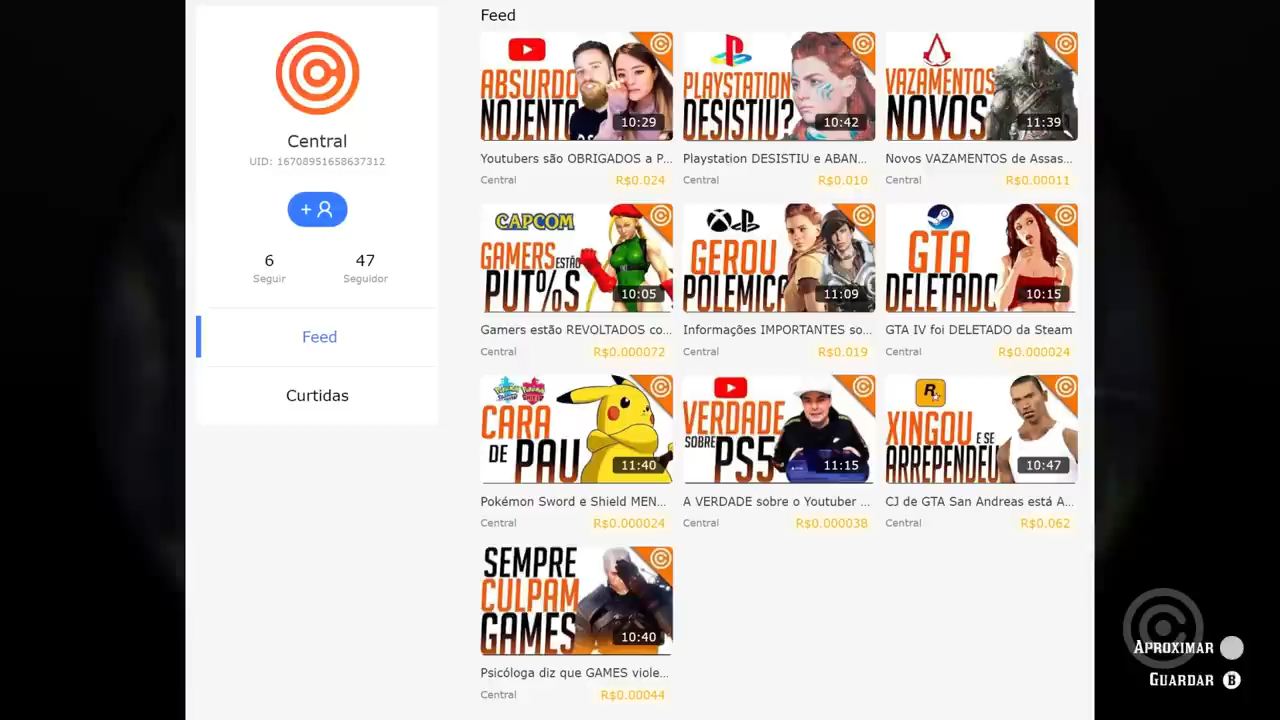 Central
UID: 16708951658637312
+
6
47
Seguir
Seguidor
Feed
Curtidas
Feed
ABSURDO
NOJENTO
10:29
Youtubers são OBRIGADOS a P...
Central
R$0.024
PLAYSTATION
DESISTIU?
10:42
Playstation DESISTIU e ABAN...
Central
R$0.010
VAZAMENTOS
NOVOS
11:39
Novos VAZAMENTOS de Assas...
Central
R$0.00011
CAPCOM
GAMERS ESTÃO
PUT%S
10:05
Gamers estão REVOLTADOS co...
Central
R$0.000072
GEROU
POLEMICA
11:09
Informações IMPORTANTES so...
Central
R$0.019
GTA
DELETADO
10:15
GTA IV foi DELETADO da Steam
Central
R$0.000024
CARA
DE PAU
11:40
Pokémon Sword e Shield MEN...
Central
R$0.000024
VERDADE
SOBRE PS5
11:15
A VERDADE sobre o Youtuber ...
Central
R$0.000038
R
XINGOU E SE
ARREPENDEU
10:47
CJ de GTA San Andreas está A...
Central
R$0.062
SEMPRE
CULPAM
GAMES
10:40
Psicóloga diz que GAMES viole...
Central
R$0.00044
APROXIMAR
GUARDAR B